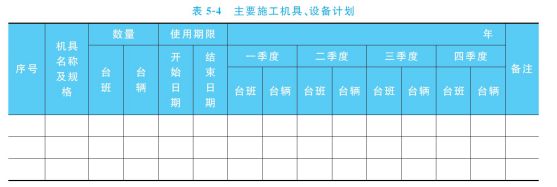 表 5-4 主要施工机具、设备计划
序号
机具名称及规格
数量
使用期限
年
备注
台班
台辆
开始日期
结束日期
一季度
二季度
三季度
四季度
台班
台辆
台班
台辆
台班
台辆
台班
台辆